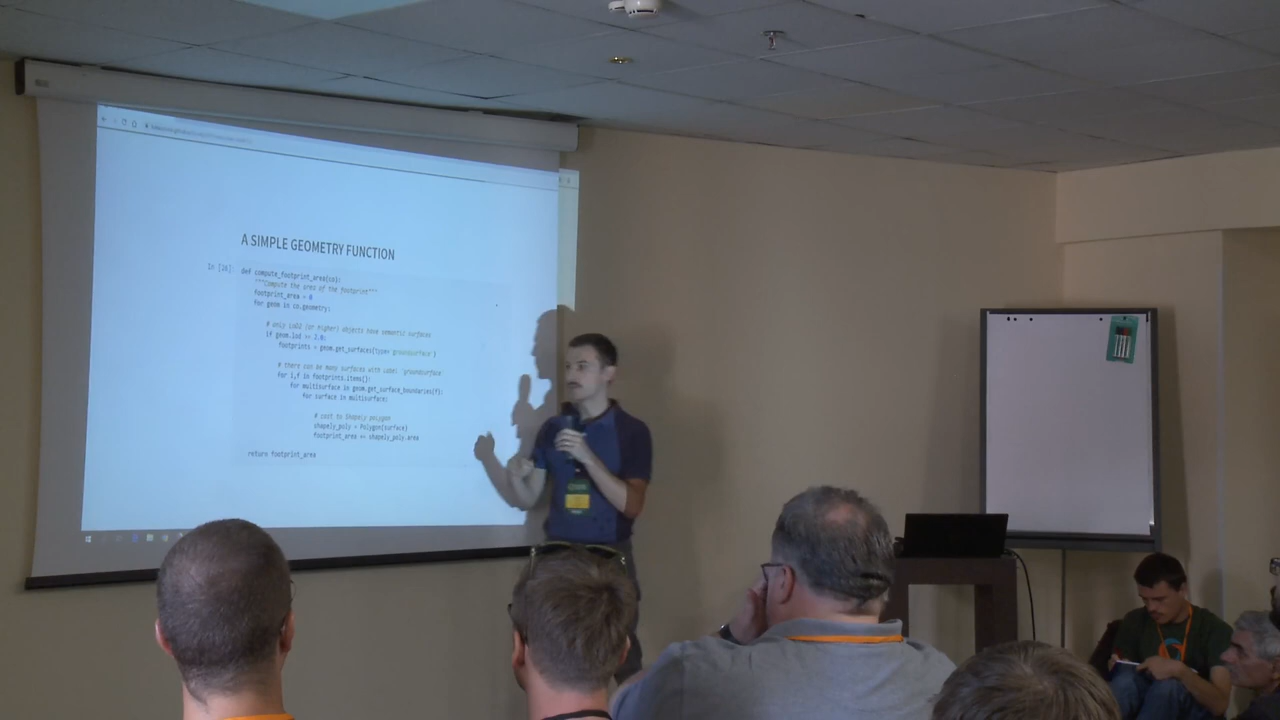 A SIMPLE GEOMETRY FUNCTION
In [26]: def compute_footprint_area(co):
"""Compute the area of the footprint"""
footprint_area = 0
for geom in co.geometry:
# only LoD2 (or higher) objects have semantic surfaces
if geom.lod >= 2.0:
footprints = geom.get_surfaces(type='groundsurface')
# there can be many surfaces with label 'groundsurface'
for i,f in footprints.items():
for multisurface in geom.get_surface_boundaries(f):
for surface in multisurface:
# cast to Shapely polygon
shapely_poly = Polygon(surface)
footprint_area += shapely_poly.area
return footprint_area